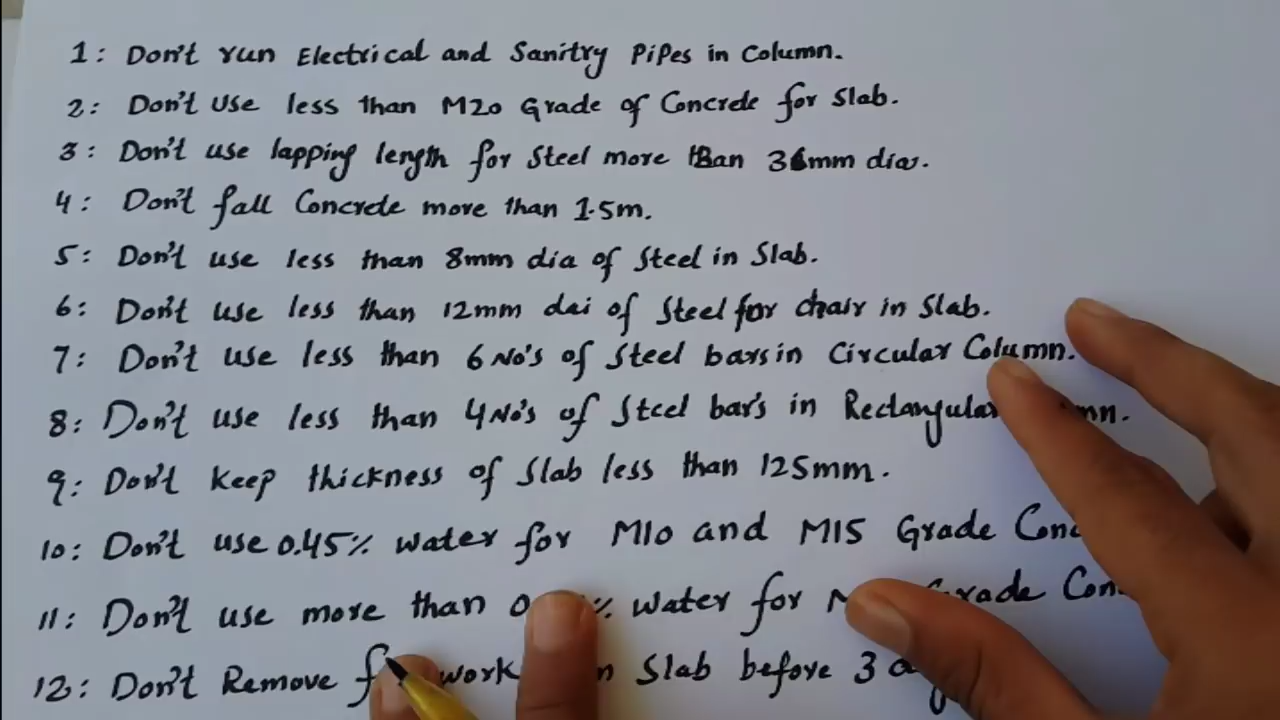 1: Don't run Electrical and Sanitry Pipes in Column.
2: Don't Use less than M20 Grade of Concrete for Slab.
3: Don't use lapping length for Steel more than 36mm dia.
4: Don't fall Concrete more than 1.5m.
5: Don't use less than 8mm dia of Steel in Slab.
6: Don't use less than 12mm dai of Steel for chair in Slab.
7: Don't use less than 6 No's of Steel bars in Circular Column.
8: Don't use less than 4 No's of Steel bar's in Rectangular
9: Don't Keep thickness of Slab less than 125mm.
10: Don't use 0.45% water for M10 and M15 Grade
11: Don't use more than % water for Grade
12: Don't Remove Slab before 3